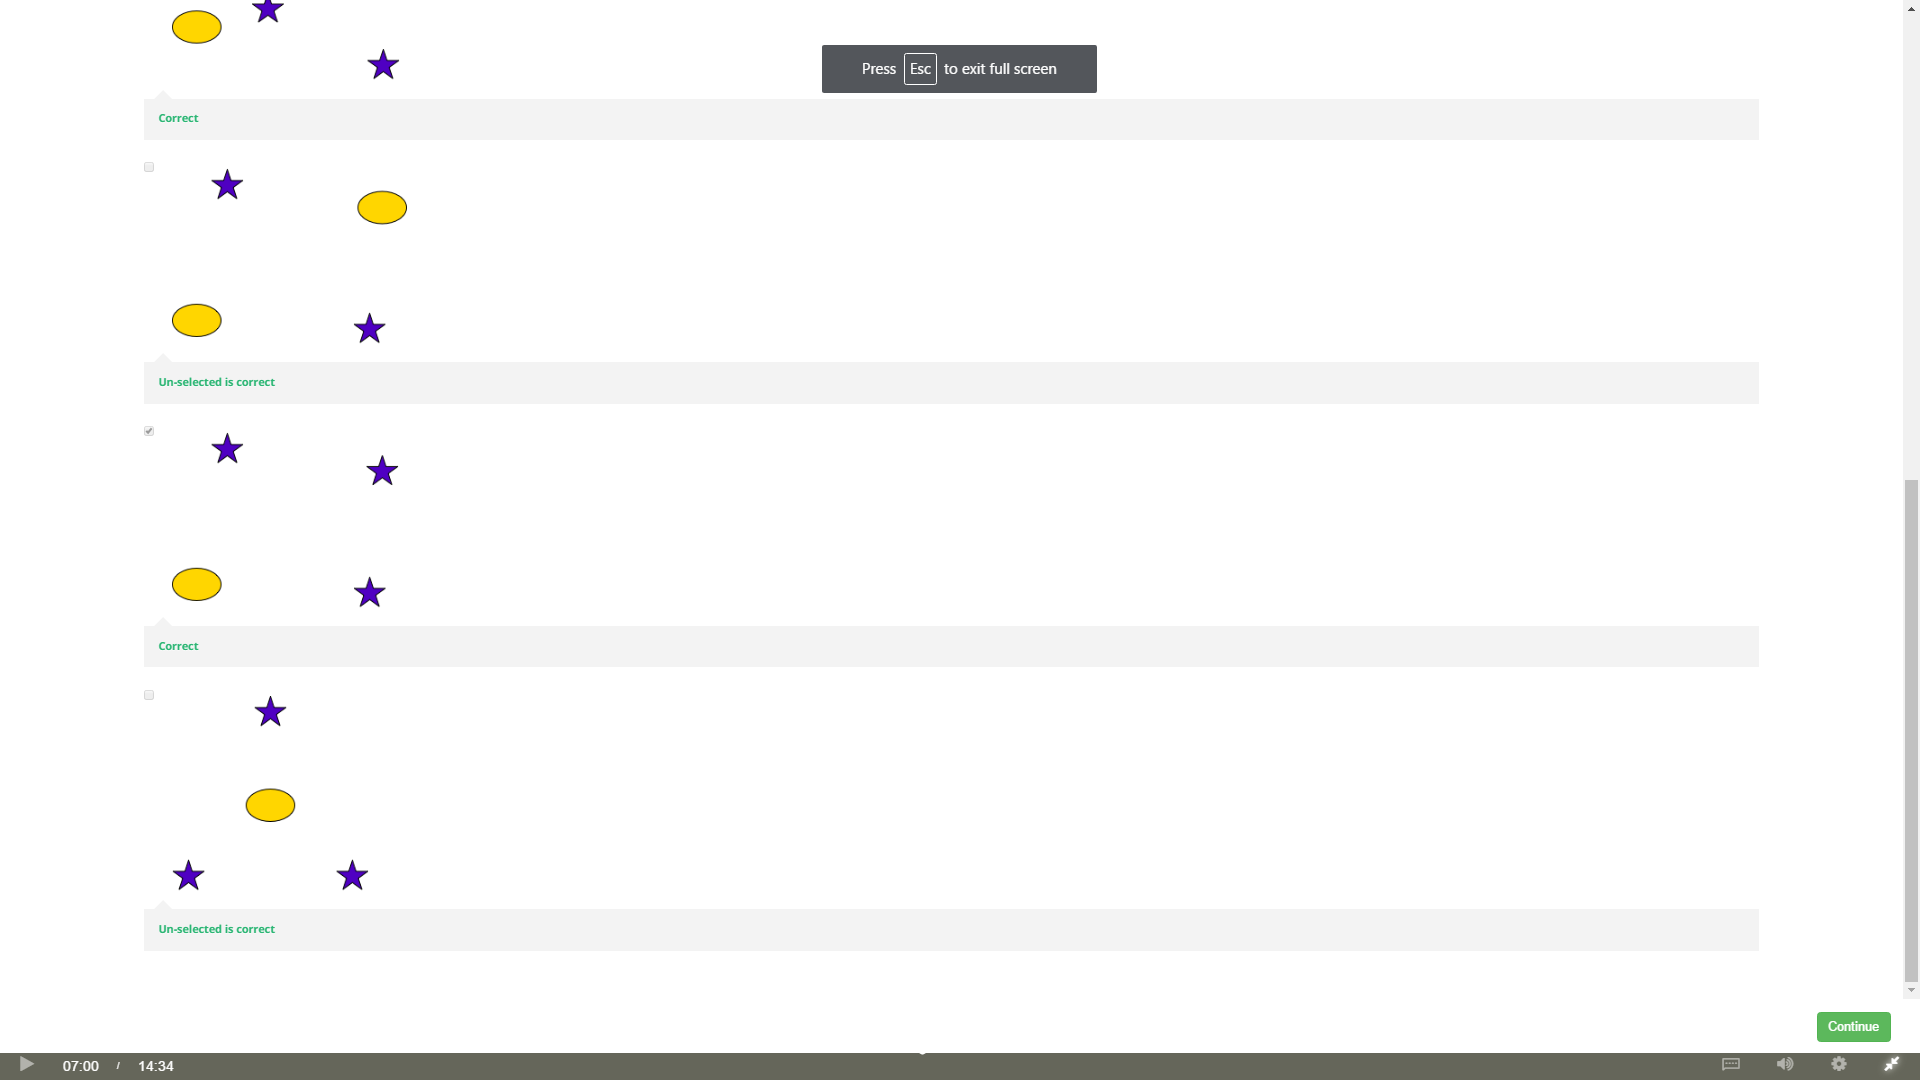 Press Esc to exit full screen
Correct
Un-selected is correct
Correct
Un-selected is correct
Continue
07:00 / 14:34